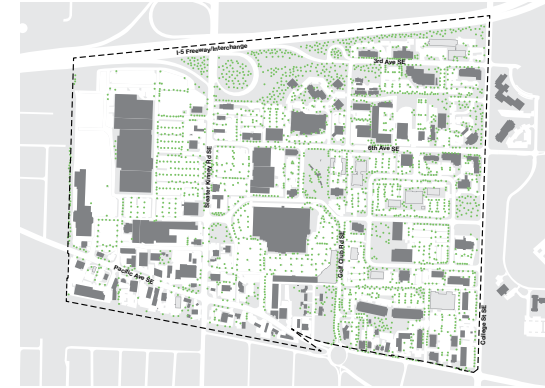 I-5 Freeway/Interchange
3rd Ave SE
6th Ave SE
Sleater Kinney Rd SE
Golf Club Rd SE
Pacific Ave SE
College St SE